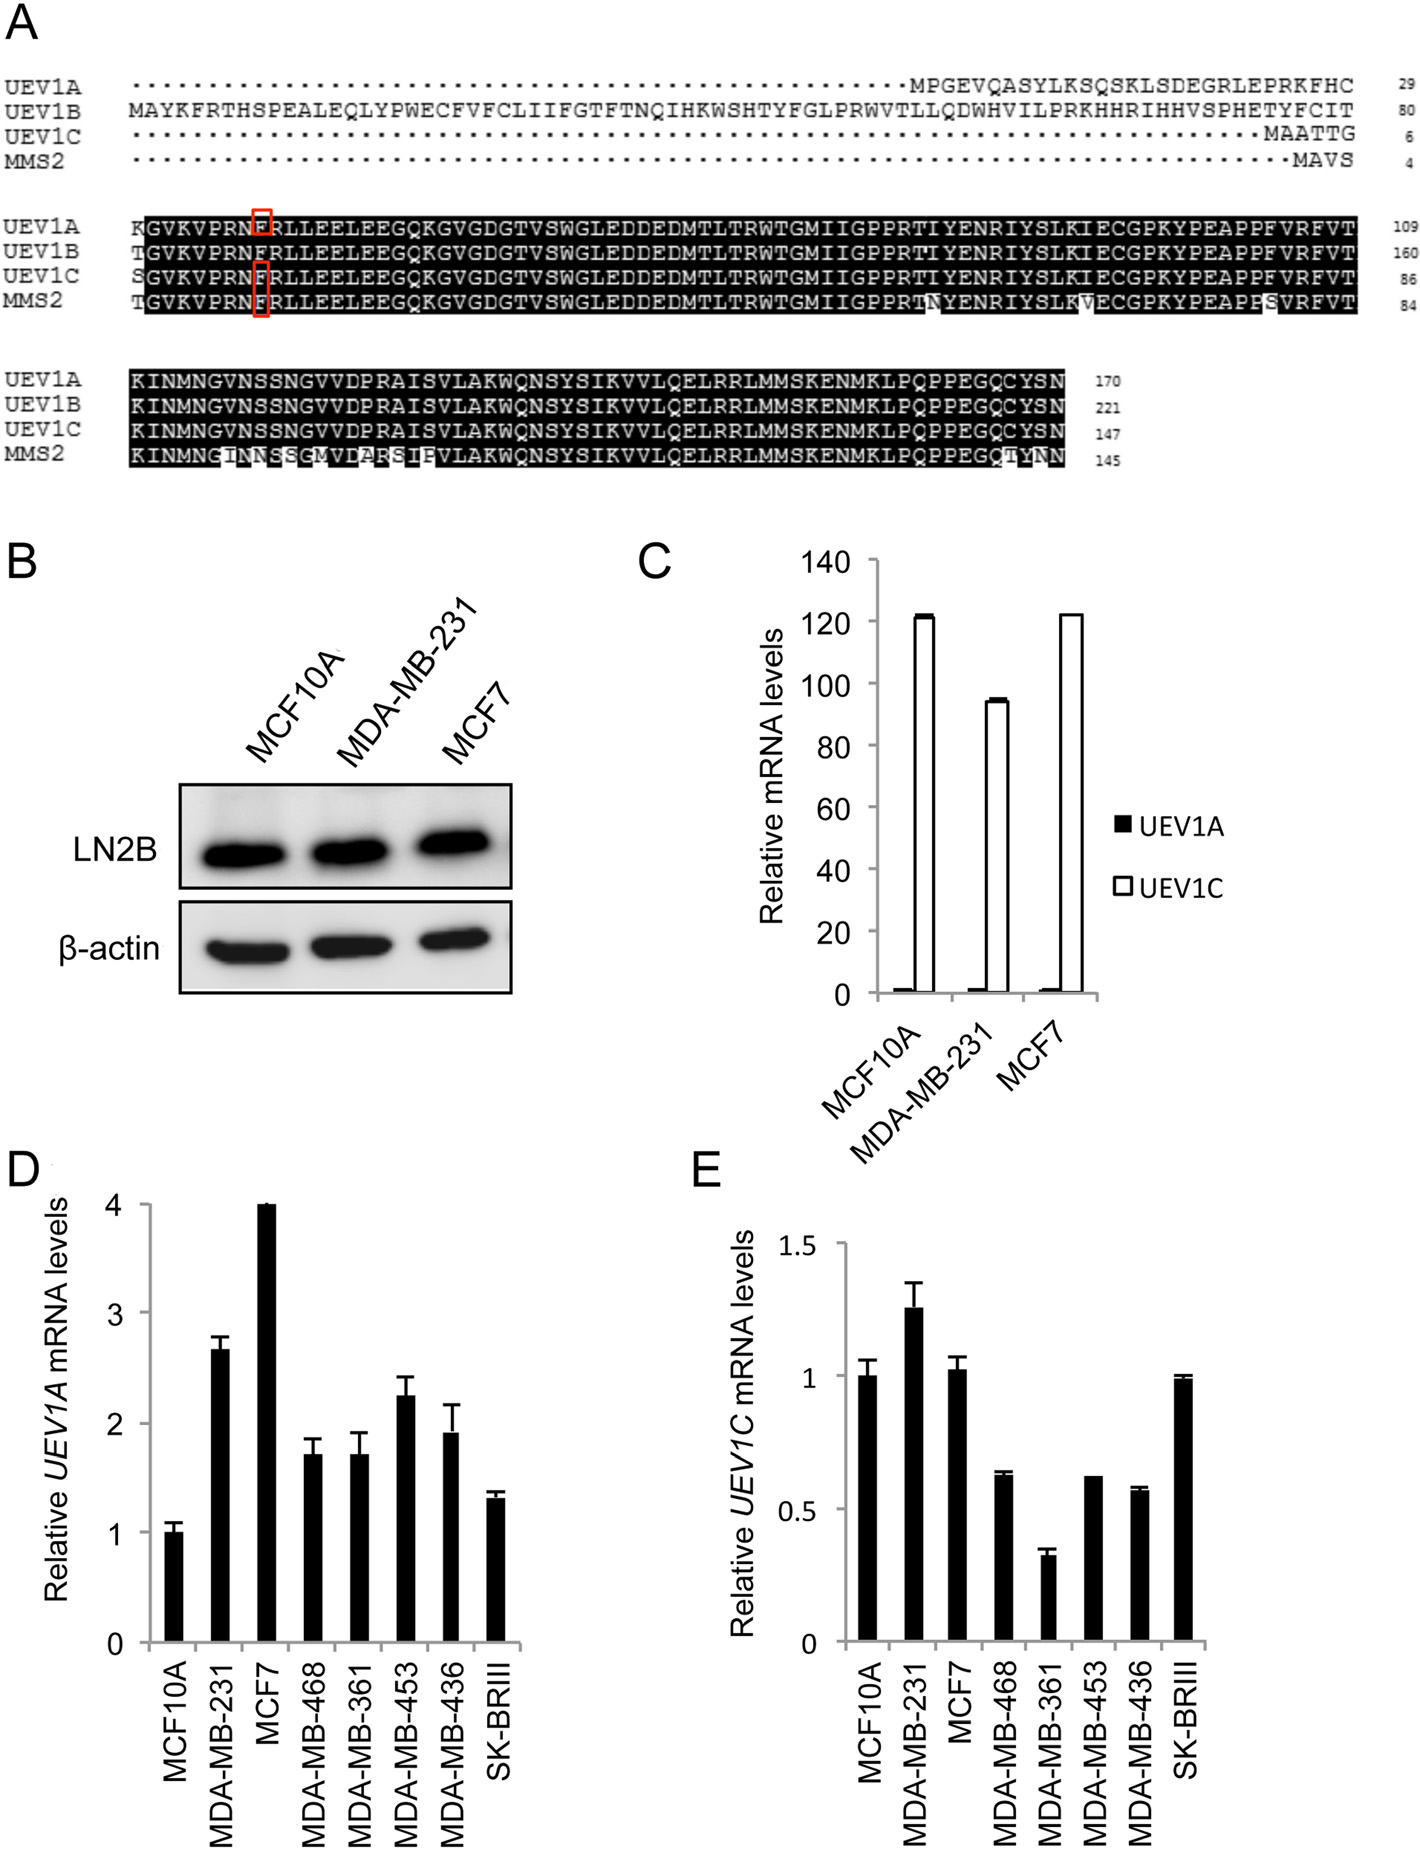 A
UEV1A ··················································· MPGEVQASYLKSQSKLSDEGRLEPRKFHC 29
UEV1B MAYKFRTHSPEALEQLYPWECFVFCLIIFGTFTNQIHKWSHTYFGLPRWVTLLQDWHVILPRKHHRIHHVSPHETYFCIT 80
UEV1C ·········································································· MAATTG 6
MMS2 ············································································ MAVS 4
UEV1A KGVKVPRNFRLLEELEEGQKGVGDGTVSWGLEDDEDMTLTRWTGMIIGPPRTIYENRIYSLKIECGPKYPEAPPFVRFVT 109
UEV1B TGVKVPRNFRLLEELEEGQKGVGDGTVSWGLEDDEDMTLTRWTGMIIGPPRTIYENRIYSLKIECGPKYPEAPPFVRFVT 160
UEV1C SGVKVPRNFRLLEELEEGQKGVGDGTVSWGLEDDEDMTLTRWTGMIIGPPRTIYENRIYSLKIECGPKYPEAPPFVRFVT 86
MMS2 TGVKVPRNFRLLEELEEGQKGVGDGTVSWGLEDDEDMTLTRWTGMIIGPPRTNYENRIYSLKVECGPKYPEAPPSVRFVT 84
UEV1A KINMNGVNSSNGVVDPRAISVLAKWQNSYSIKVVLQELRRLMMSKENMKLPQPPEGQCYSN 170
UEV1B KINMNGVNSSNGVVDPRAISVLAKWQNSYSIKVVLQELRRLMMSKENMKLPQPPEGQCYSN 221
UEV1C KINMNGVNSSNGVVDPRAISVLAKWQNSYSIKVVLQELRRLMMSKENMKLPQPPEGQCYSN 147
MMS2 KINMNGINNSSGMVDARSIPVLAKWQNSYSIKVVLQELRRLMMSKENMKLPQPPEGQTYNN 145
B
MCF10A
MDA-MB-231
MCF7
LN2B
β-actin
C
Relative mRNA levels
140
120
100
80
60
40
20
0
MCF10A
MDA-MB-231
MCF7
UEV1A
UEV1C
D
Relative UEV1A mRNA levels
4
3
2
1
0
MCF10A
MDA-MB-231
MCF7
MDA-MB-468
MDA-MB-361
MDA-MB-453
MDA-MB-436
SK-BRIII
E
Relative UEV1C mRNA levels
1.5
1
0.5
0
MCF10A
MDA-MB-231
MCF7
MDA-MB-468
MDA-MB-361
MDA-MB-453
MDA-MB-436
SK-BRIII